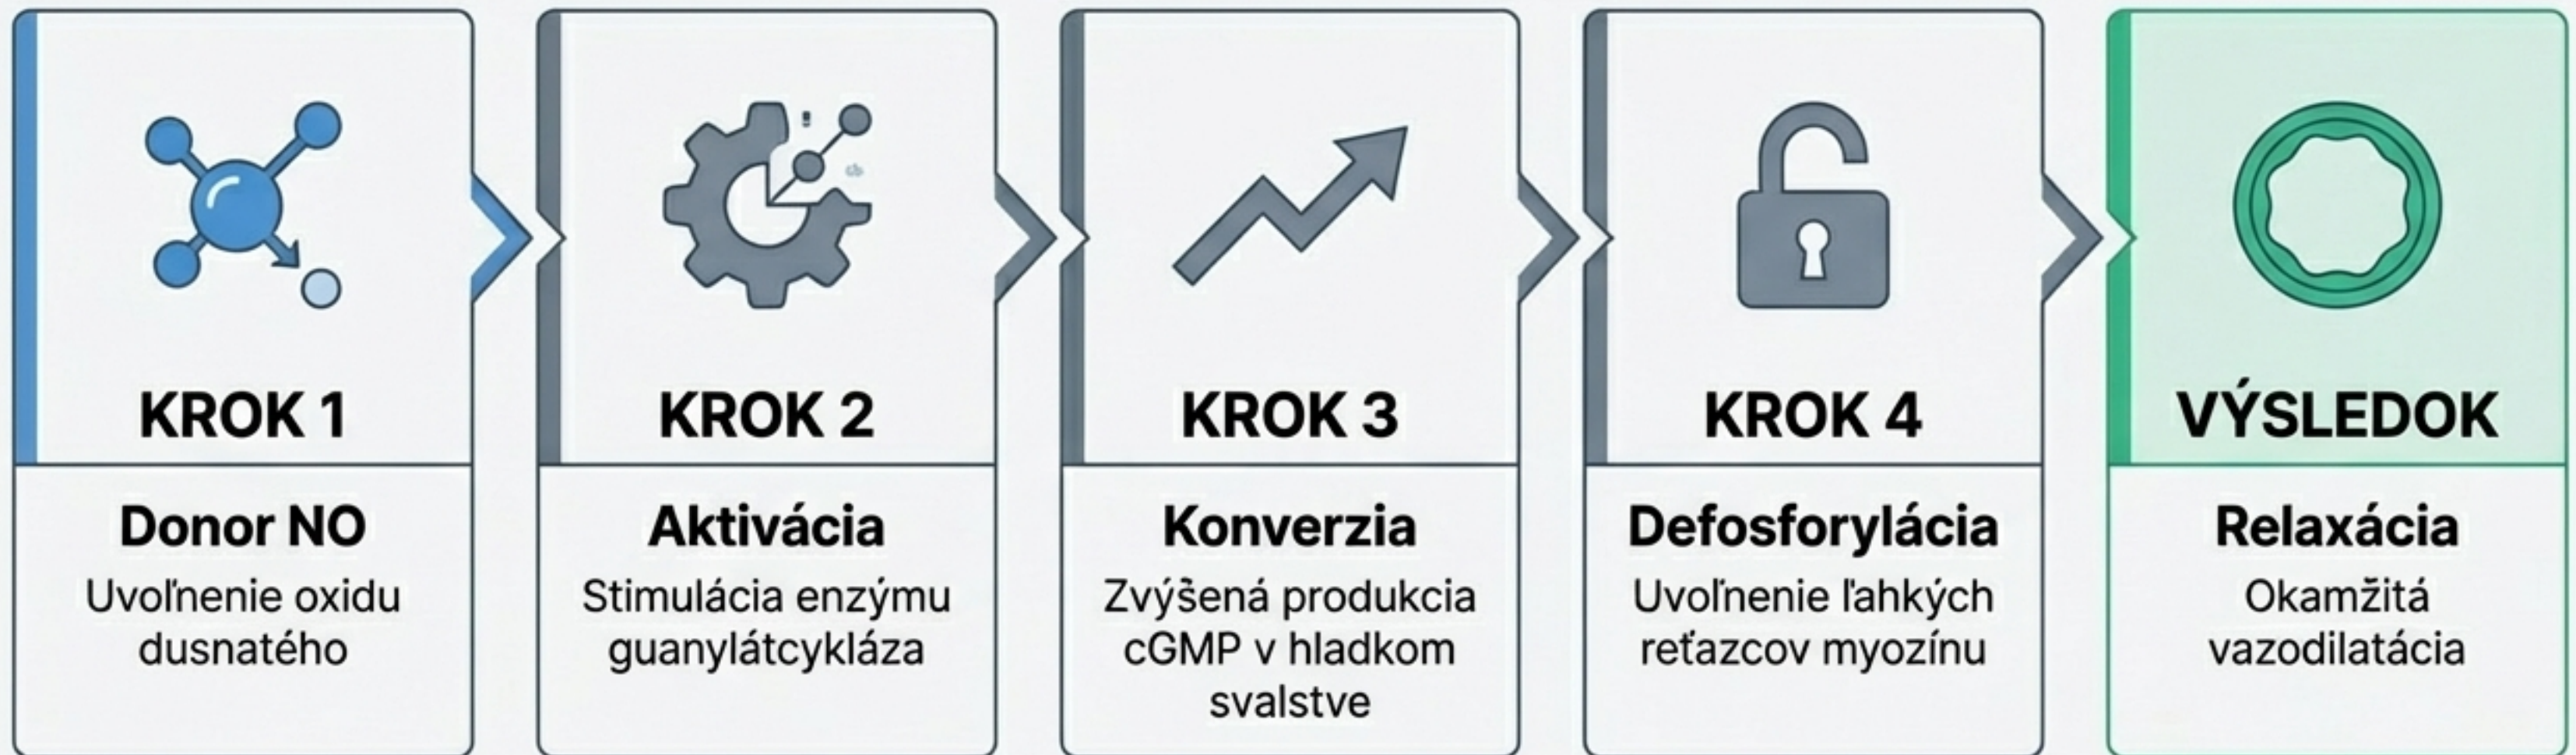 KROK 1
Donor NO
Uvoľnenie oxidu
dusnatého
KROK 2
Aktivácia
Stimulácia enzýmu
guanylátcykláza
KROK 3
Konverzia
Zvýšená produkcia
cGMP v hladkom
svalstve
KROK 4
Defosforylácia
Uvoľnenie ľahkých
reťazcov myozínu
VÝSLEDOK
Relaxácia
Okamžitá
vazodilatácia